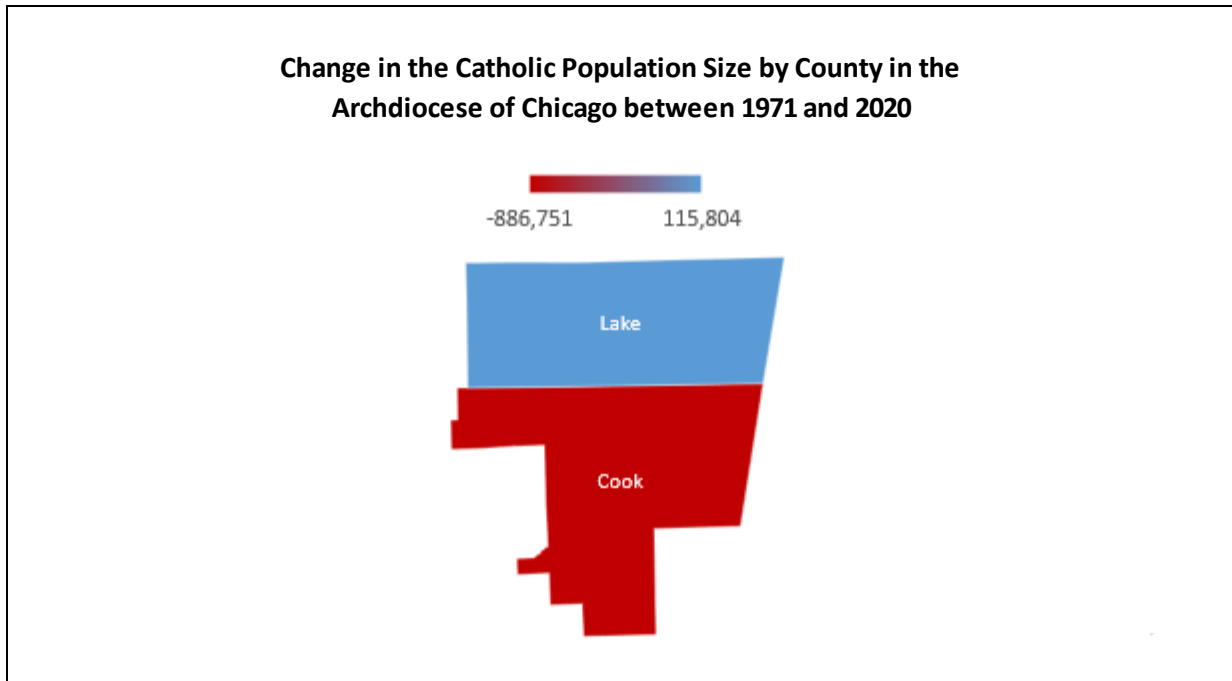 Change in the Catholic Population Size by County in the
Archdiocese of Chicago between 1971 and 2020
-886,751 115,804
Lake
Cook